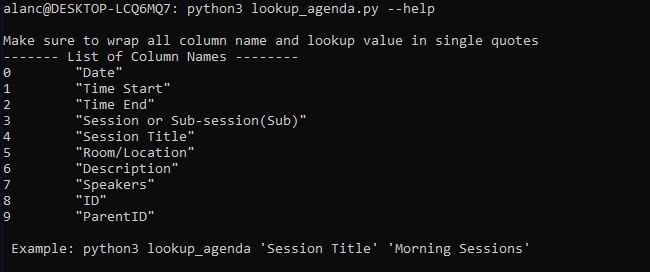 alanc@DESKTOP-LCQ6MQ7: python3 lookup_agenda.py --help
Make sure to wrap all column name and lookup value in single quotes
------- List of Column Names --------
0 "Date"
1 "Time Start"
2 "Time End"
3 "Session or Sub-session(Sub)"
4 "Session Title"
5 "Room/Location"
6 "Description"
7 "Speakers"
8 "ID"
9 "ParentID"
Example: python3 lookup_agenda 'Session Title' 'Morning Sessions'